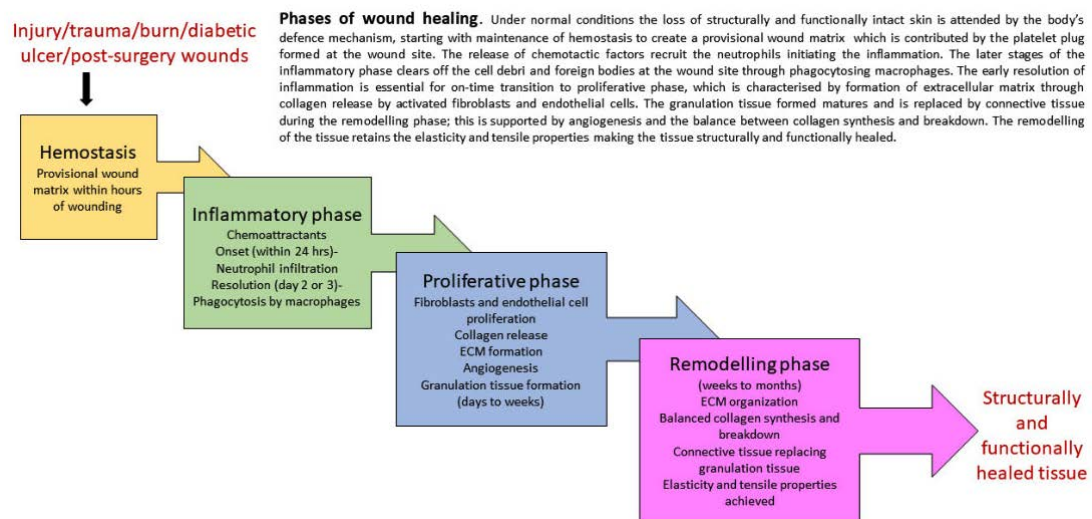 Injury/trauma/burn/diabetic
ulcer/post-surgery wounds
Phases of wound healing. Under normal conditions the loss of structurally and functionally intact skin is attended by the body's
defence mechanism, starting with maintenance of hemostasis to create a provisional wound matrix which is contributed by the platelet plug
formed at the wound site. The release of chemotactic factors recruit the neutrophils initiating the inflammation. The later stages of the
inflammatory phase clears off the cell debri and foreign bodies at the wound site through phagocytosing macrophages. The early resolution of
inflammation is essential for on-time transition to proliferative phase, which is characterised by formation of extracellular matrix through
collagen release by activated fibroblasts and endothelial cells. The granulation tissue formed matures and is replaced by connective tissue
during the remodelling phase; this is supported by angiogenesis and the balance between collagen synthesis and breakdown. The remodelling
of the tissue retains the elasticity and tensile properties making the tissue structurally and functionally healed.
Hemostasis
Provisional wound
matrix within hours
of wounding
Inflammatory phase
Chemoattractants
Onset (within 24 hrs)-
Neutrophil infiltration
Resolution (day 2 or 3)-
Phagocytosis by macrophages
Proliferative phase
Fibroblasts and endothelial cell
proliferation
Collagen release
ECM formation
Angiogenesis
Granulation tissue formation
(days to weeks)
Remodelling phase
(weeks to months)
ECM organization
Balanced collagen synthesis and
breakdown
Connective tissue replacing
granulation tissue
Elasticity and tensile properties
achieved
Structurally
and
functionally
healed tissue